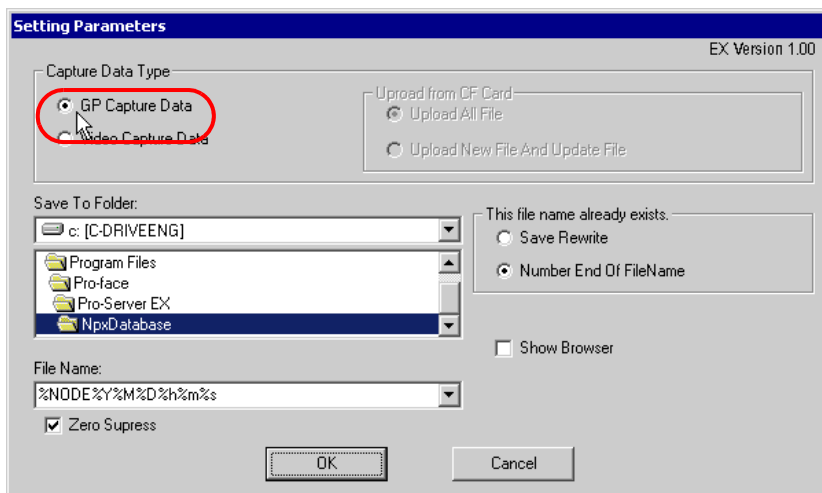 Setting Parameters
EX Version 1.00
Capture Data Type
GP Capture Data
Video Capture Data
Uproad from CF Card
Upload All File
Upload New File And Update File
Save To Folder:
c: [C-DRIVEENG]
Program Files
Pro-face
Pro-Server EX
NpxDatabase
This file name already exists.
Save Rewrite
Number End Of FileName
Show Browser
File Name:
%NODE%Y%M%D%h%m%s
Zero Supress
OK
Cancel